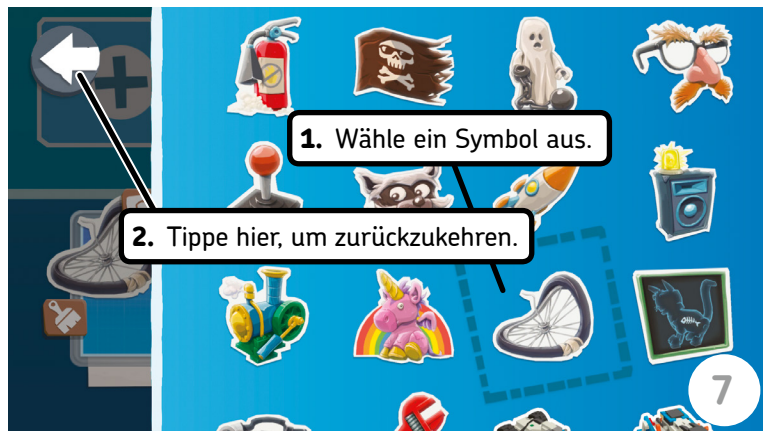 1. Wähle ein Symbol aus.
2. Tippe hier, um zurückzukehren.
7